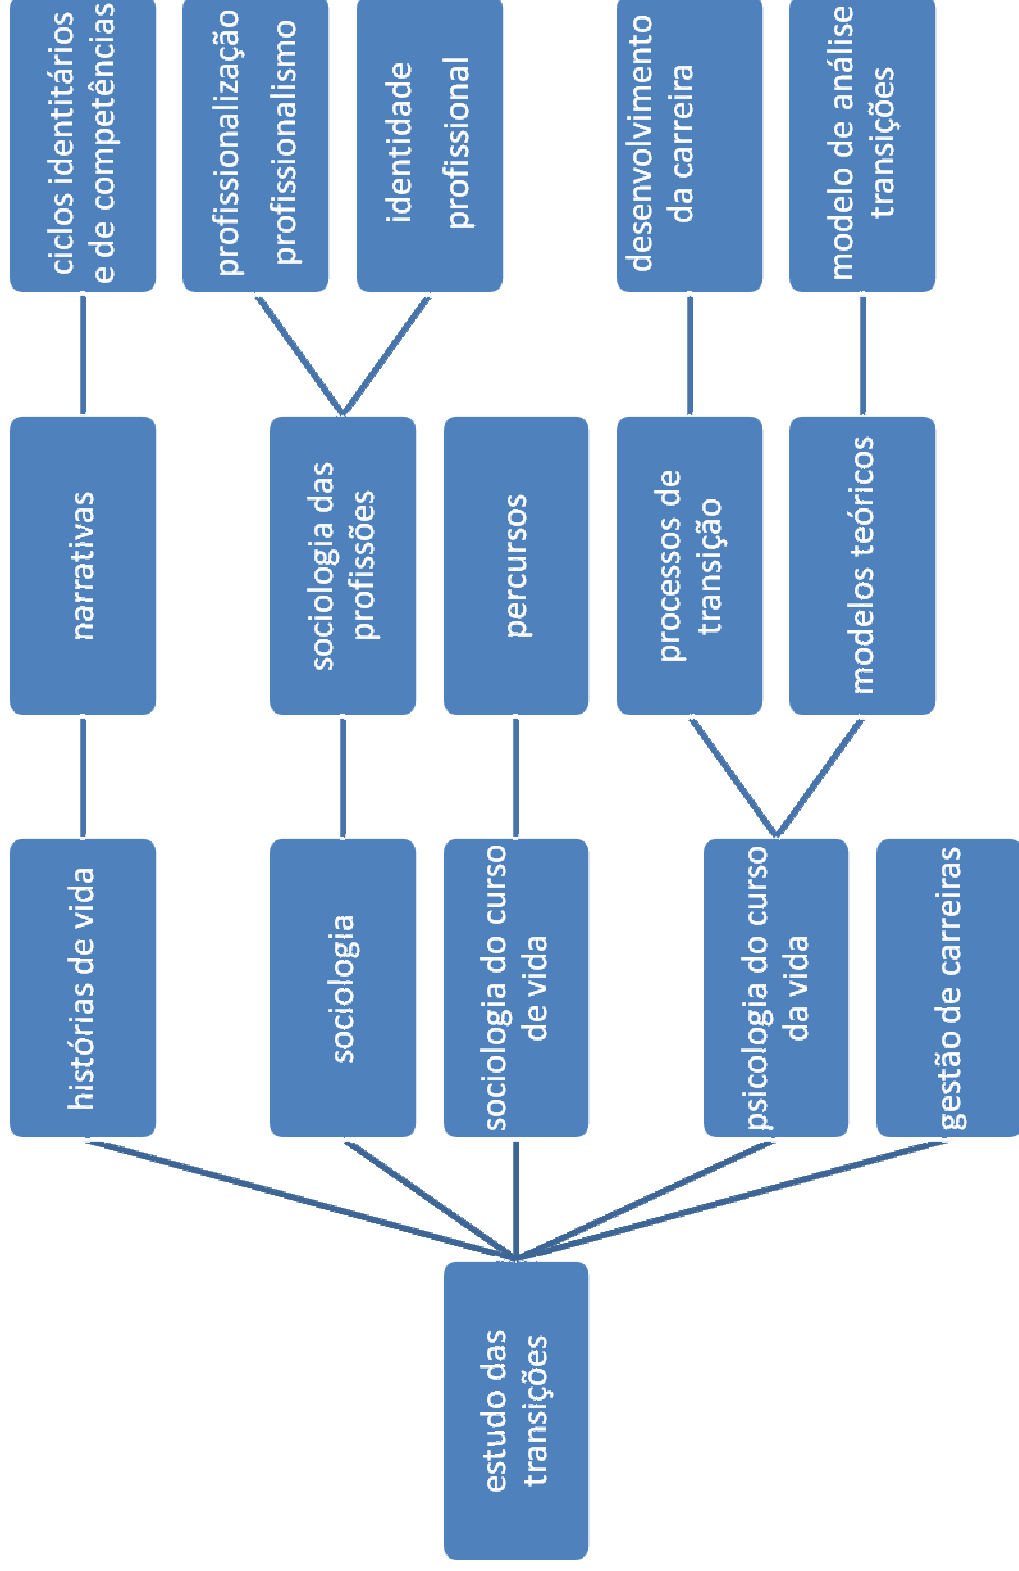 estudo das
transições
histórias de vida
narrativas
ciclos identitários
e de competências
sociologia
sociologia das
profissões
profissionalização
profissionalismo
identidade
profissional
sociologia do curso
de vida
percursos
psicologia do curso
da vida
processos de
transição
desenvolvimento
da carreira
modelos teóricos
modelo de análise
transições
gestão de carreiras